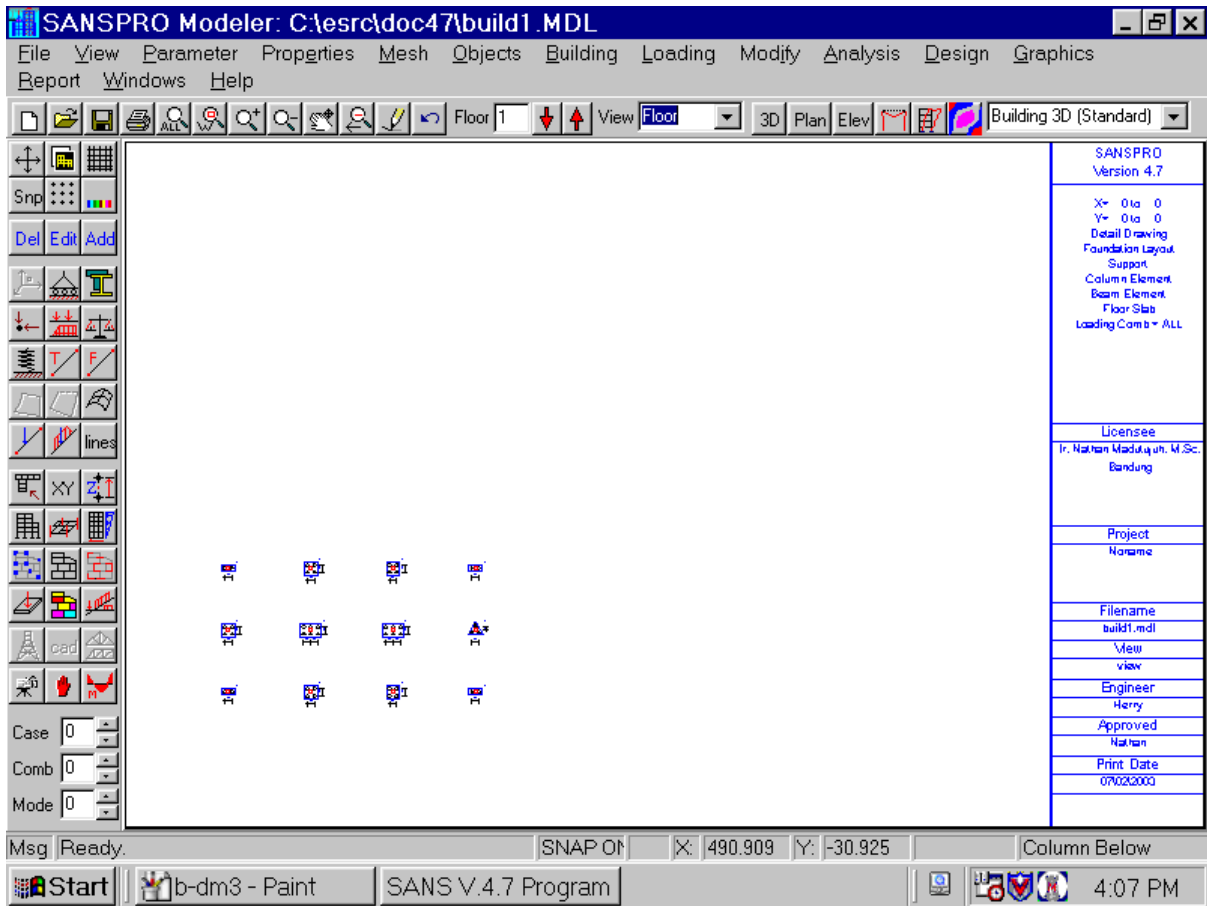 SANSPRO Modeler: C:\esrc\doc47\build1.MDL
File View Parameter Properties Mesh Objects Building Loading Modify Analysis Design Graphics
Report Windows Help
ALL Floor 1 View Floor 3D Plan Elev Building 3D (Standard)
Snp
Del Edit Add
T F
lines
XY Z
cad
M
Case 0
Comb 0
Mode 0
SANSPRO
Version 4.7
X= 0 to 0
Y= 0 to 0
Detail Drawing
Foundation Layout
Support
Column Element
Beam Element
Floor Slab
Loading Comb = ALL
Licensee
Ir. Nathan Madutujuh, M.Sc.
Bandung
Project
Noname
Filename
build1.mdl
View
view
Engineer
Herry
Approved
Nathan
Print Date
Msg Ready. SNAP ON X: 490.909 Y: -30.925 Column Below
Start b-dm3 - Paint SANS V.4.7 Program 4:07 PM